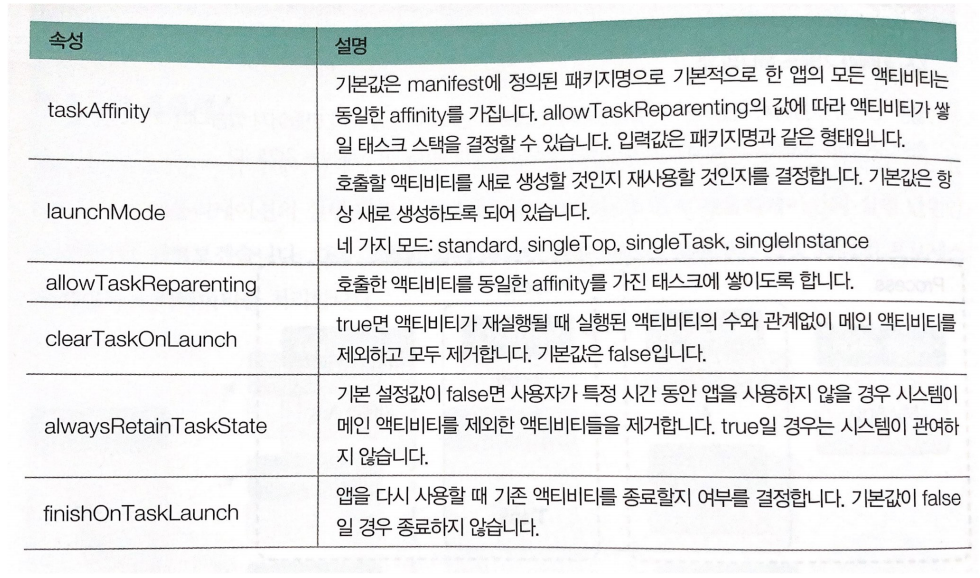 속성
설명
taskAffinity
기본값은 manifest에 정의된 패키지명으로 기본적으로 한 앱의 모든 액티비티는
동일한 affinity를 가집니다. allowTaskReparenting의 값에 따라 액티비티가 쌓
일 태스크 스택을 결정할 수 있습니다. 입력값은 패키지명과 같은 형태입니다.
launchMode
호출할 액티비티를 새로 생성할 것인지 재사용할 것인지를 결정합니다. 기본값은 항
상 새로 생성하도록 되어 있습니다.
네 가지 모드: standard, singleTop, singleTask, singleInstance
allowTaskReparenting
호출한 액티비티를 동일한 affinity를 가진 태스크에 쌓이도록 합니다.
clearTaskOnLaunch
true면 액티비티가 재실행될 때 실행된 액티비티의 수와 관계없이 메인 액티비티를
제외하고 모두 제거합니다. 기본값은 false입니다.
alwaysRetainTaskState
기본 설정값이 false면 사용자가 특정 시간 동안 앱을 사용하지 않을 경우 시스템이
메인 액티비티를 제외한 액티비티들을 제거합니다. true일 경우는 시스템이 관여하
지 않습니다.
finishOnTaskLaunch
앱을 다시 사용할 때 기존 액티비티를 종료할지 여부를 결정합니다. 기본값이 false
일 경우 종료하지 않습니다.